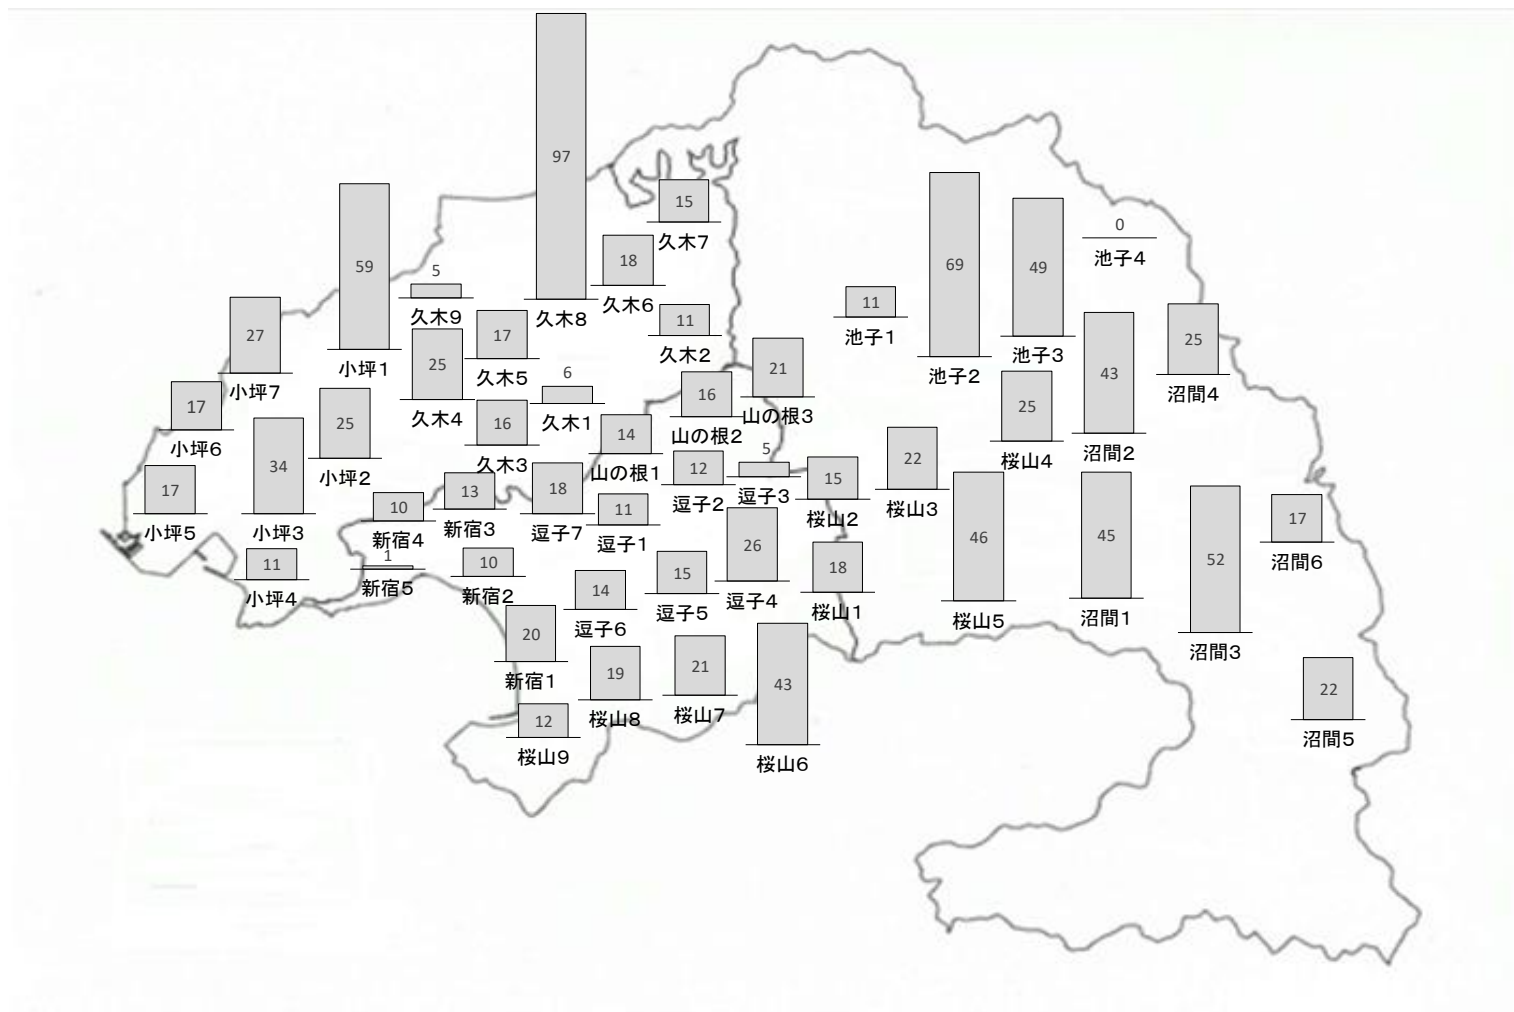 97
久木8
15
久木7
59
小坪1
5
久木9
18
久木6
69
池子2
49
池子3
0
池子4
11
池子1
27
小坪7
17
久木5
11
久木2
25
沼間4
43
沼間2
25
久木4
6
久木1
21
山の根3
16
山の根2
17
小坪6
25
小坪2
16
久木3
14
山の根1
25
桜山4
34
小坪3
17
小坪5
10
新宿4
13
新宿3
18
逗子7
11
逗子1
12
逗子2
5
逗子3
15
桜山2
22
桜山3
46
桜山5
45
沼間1
52
沼間3
17
沼間6
11
小坪4
1
新宿5
10
新宿2
14
逗子6
15
逗子5
26
逗子4
18
桜山1
20
新宿1
19
桜山8
21
桜山7
43
桜山6
12
桜山9
22
沼間5